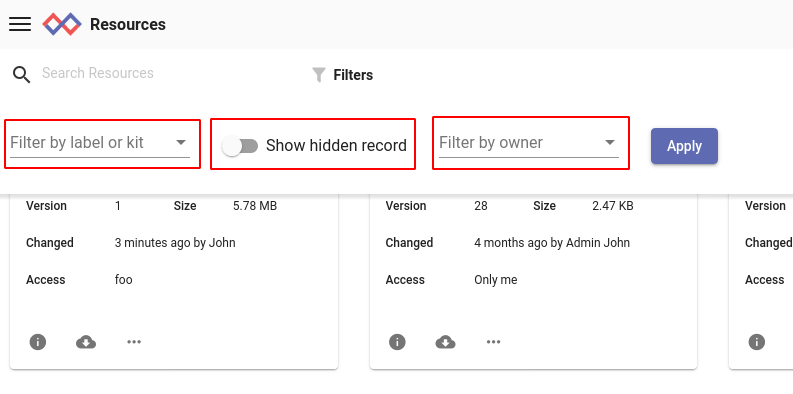 Resources
Search Resources
Filters
Filter by label or kit
Show hidden record
Filter by owner
Apply
Version 1 Size 5.78 MB
Changed 3 minutes ago by John
Access foo
Version 28 Size 2.47 KB
Changed 4 months ago by Admin John
Access Only me
Version
Changed
Access